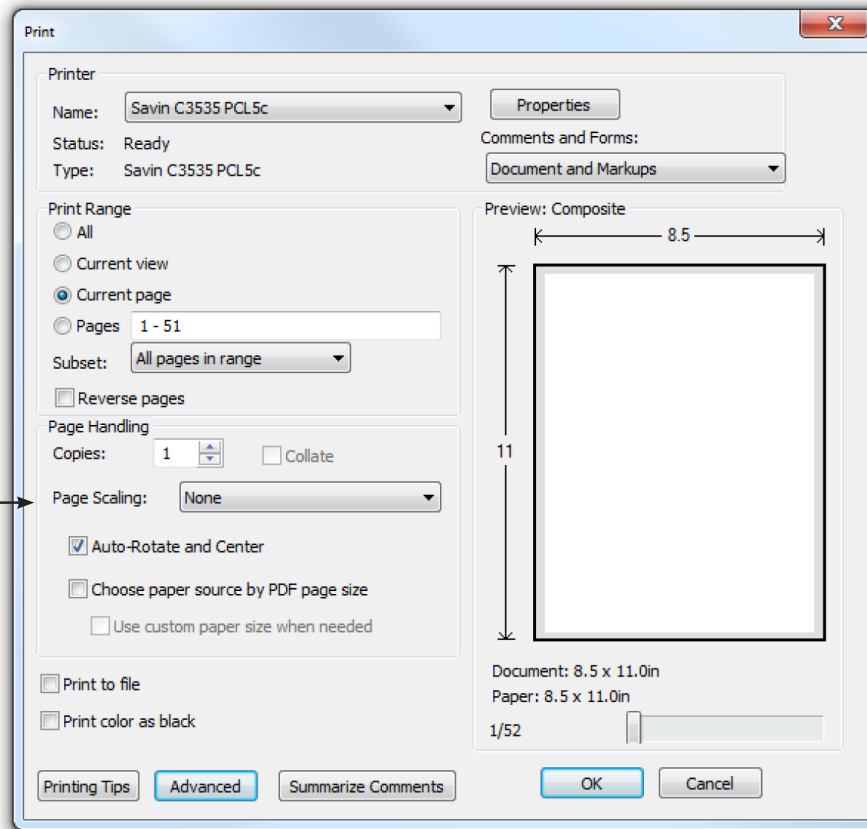 Print
Printer
Name: Savin C3535 PCL5c Properties
Status: Ready Comments and Forms:
Type: Savin C3535 PCL5c Document and Markups
Print Range
All
Current view
Current page
Pages 1 - 51
Subset: All pages in range
Reverse pages
Page Handling
Copies: 1 Collate
Page Scaling: None
Auto-Rotate and Center
Choose paper source by PDF page size
Use custom paper size when needed
Print to file
Print color as black
Preview: Composite
8.5
11
Document: 8.5 x 11.0in
Paper: 8.5 x 11.0in
1/52
Printing Tips Advanced Summarize Comments OK Cancel